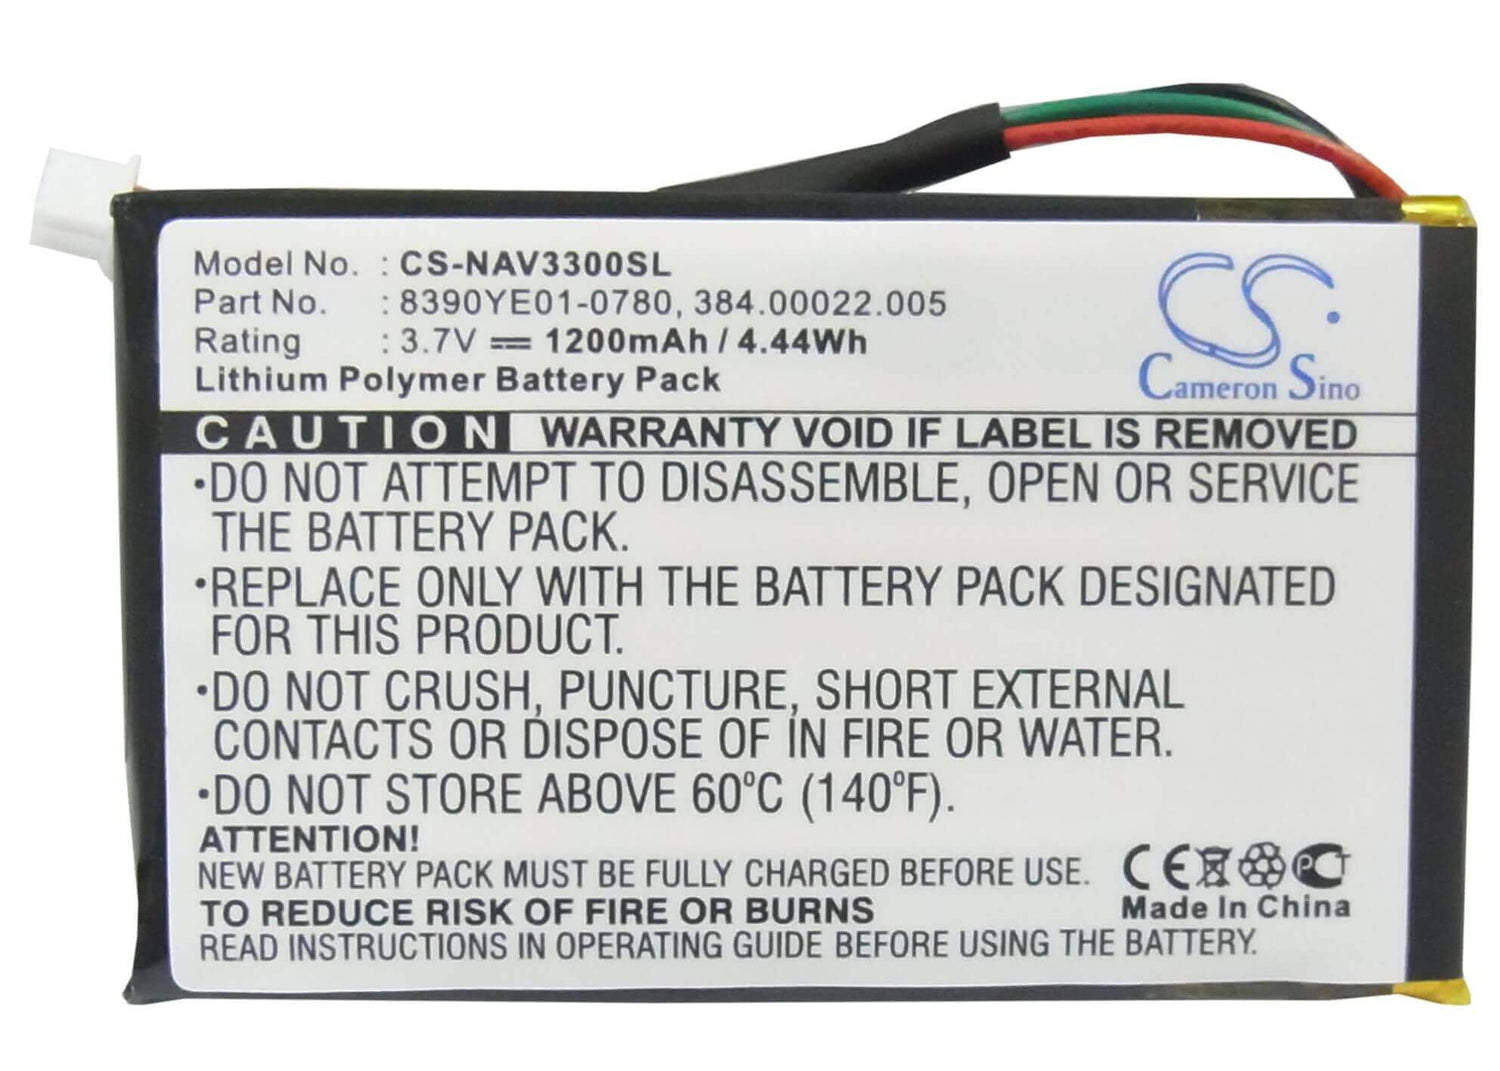 Model No. : CS-NAV3300SL
Part No. : 8390YE01-0780, 384.00022.005
Rating : 3.7V 1200mAh / 4.44Wh
Lithium Polymer Battery Pack
CS
Cameron Sino
CAUTION WARRANTY VOID IF LABEL IS REMOVED
•DO NOT ATTEMPT TO DISASSEMBLE, OPEN OR SERVICE
THE BATTERY PACK.
•REPLACE ONLY WITH THE BATTERY PACK DESIGNATED
FOR THIS PRODUCT.
•DO NOT CRUSH, PUNCTURE, SHORT EXTERNAL
CONTACTS OR DISPOSE OF IN FIRE OR WATER.
•DO NOT STORE ABOVE 60ºC (140ºF).
ATTENTION!
NEW BATTERY PACK MUST BE FULLY CHARGED BEFORE USE.
TO REDUCE RISK OF FIRE OR BURNS
READ INSTRUCTIONS IN OPERATING GUIDE BEFORE USING THE BATTERY.
CE PCT
Made In China